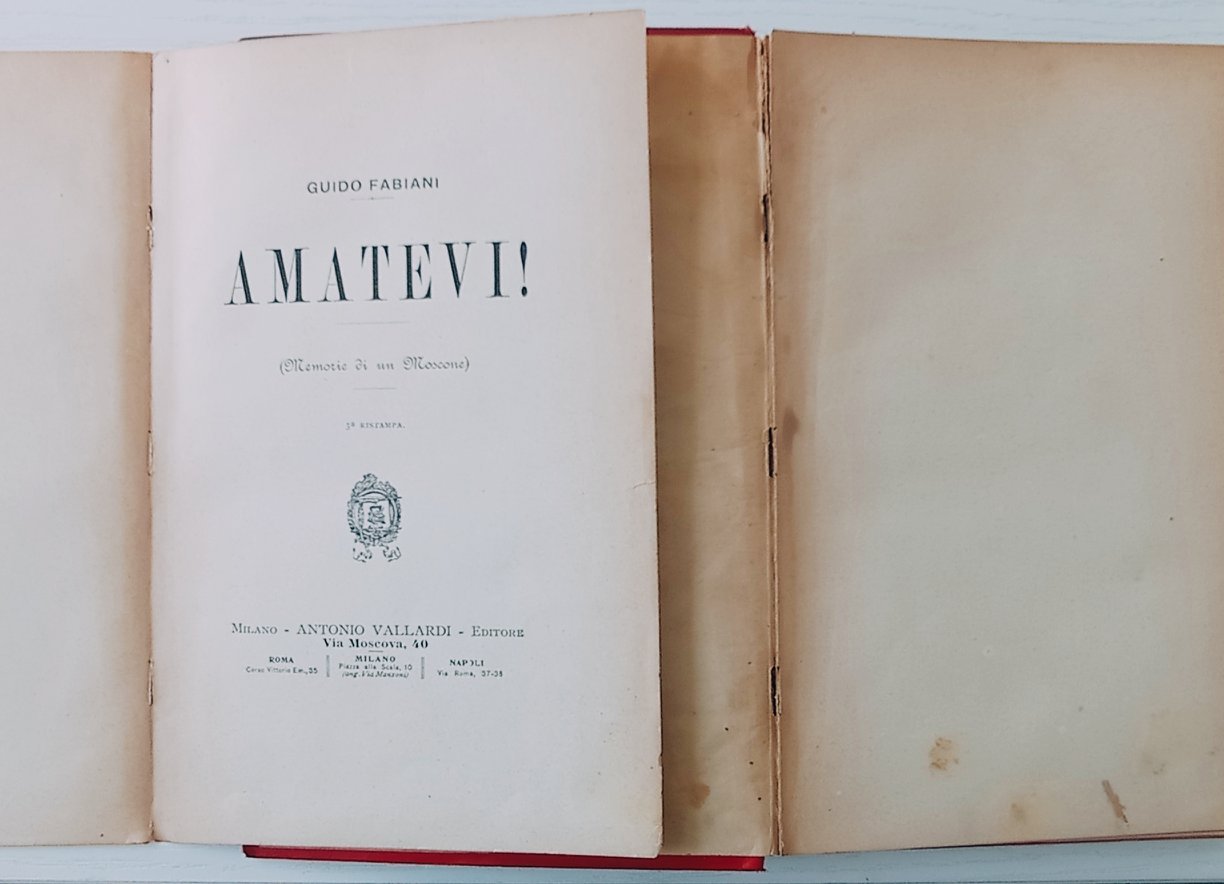 GUIDO FABIANI
AMATEVI!
(Memorie di un Moscone)
3ª RISTAMPA.
MILANO - ANTONIO VALLARDI - EDITORE
Via Moscova, 40
ROMA
Corso Vittorio Em., 35
MILANO
Piazza alla Scala, 10
(ang. Via Manzoni)
NAPOLI
Via Roma, 37-38